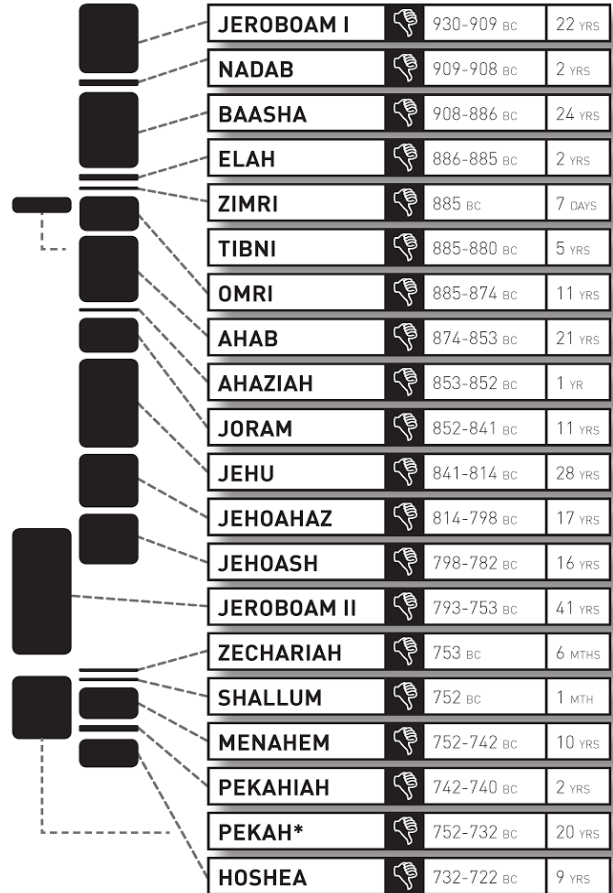 JEROBOAM I 930-909 BC 22 YRS
NADAB 909-908 BC 2 YRS
BAASHA 908-886 BC 24 YRS
ELAH 886-885 BC 2 YRS
ZIMRI 885 BC 7 DAYS
TIBNI 885-880 BC 5 YRS
OMRI 885-874 BC 11 YRS
AHAB 874-853 BC 21 YRS
AHAZIAH 853-852 BC 1 YR
JORAM 852-841 BC 11 YRS
JEHU 841-814 BC 28 YRS
JEHOAHAZ 814-798 BC 17 YRS
JEHOASH 798-782 BC 16 YRS
JEROBOAM II 793-753 BC 41 YRS
ZECHARIAH 753 BC 6 MTHS
SHALLUM 752 BC 1 MTH
MENAHEM 752-742 BC 10 YRS
PEKAHIAH 742-740 BC 2 YRS
PEKAH* 752-732 BC 20 YRS
HOSHEA 732-722 BC 9 YRS